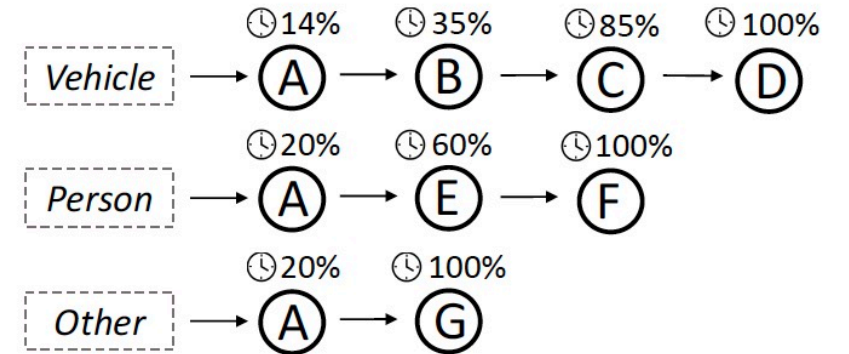 14% 35% 85% 100%
Vehicle A B C D
20% 60% 100%
Person A E F
20% 100%
Other A G